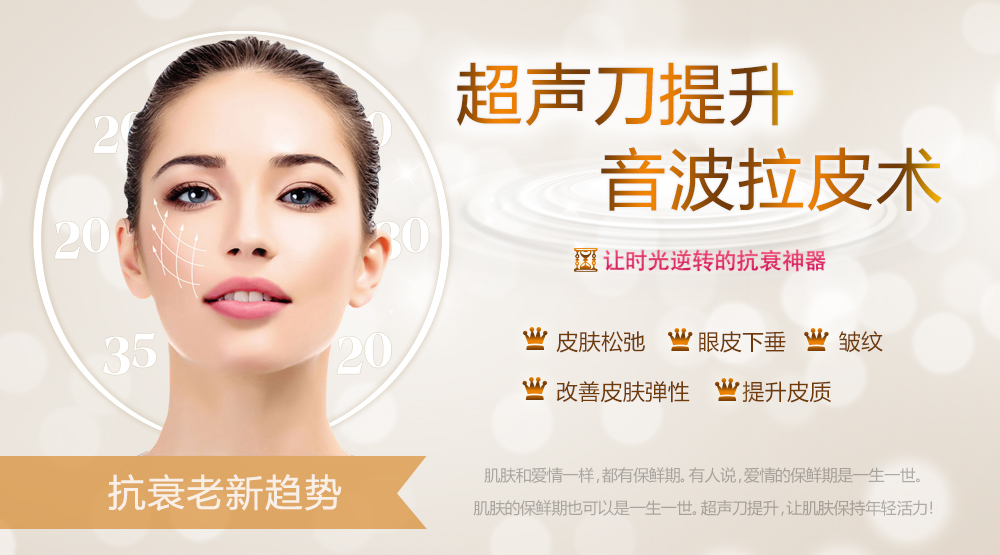 超声刀提升
音波拉皮术
让时光逆转的抗衰神器
皮肤松弛 眼皮下垂 皱纹
改善皮肤弹性 提升皮质
肌肤和爱情一样，都有保鲜期。有人说，爱情的保鲜期是一生一世。
肌肤的保鲜期也可以是一生一世。超声刀提升，让肌肤保持年轻活力！
抗衰老新趋势
20
30
35
20